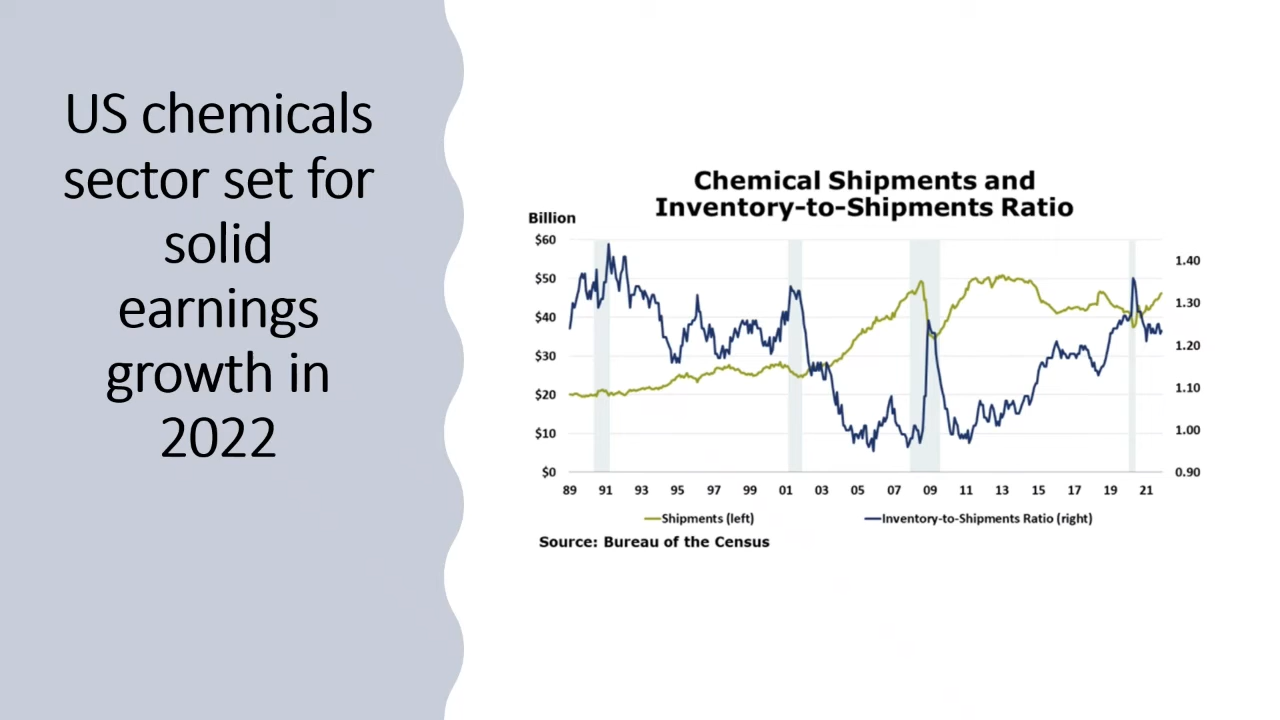 US chemicals
sector set for
solid
earnings
growth in
2022
Chemical Shipments and
Inventory-to-Shipments Ratio
Billion
$60
$50
$40
$30
$20
$10
$0
1.40
1.30
1.20
1.10
1.00
0.90
89 91 93 95 97 99 01 03 05 07 09 11 13 15 17 19 21
Shipments (left) Inventory-to-Shipments Ratio (right)
Source: Bureau of the Census